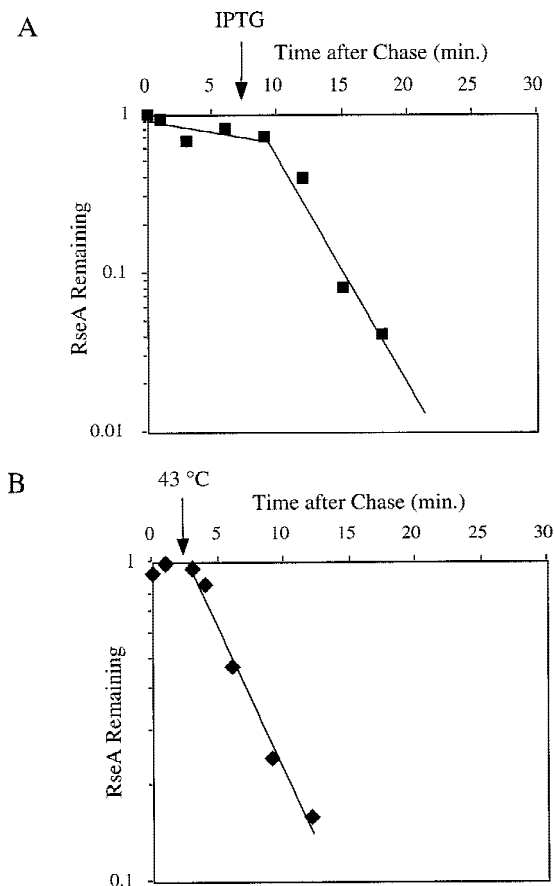 A
IPTG
Time after Chase (min.)
0 5 10 15 20 30
1
0.1
0.01
RseA Remaining
B
43 °C
Time after Chase (min.)
0 5 10 15 20 25 30
1
0.1
RseA Remaining